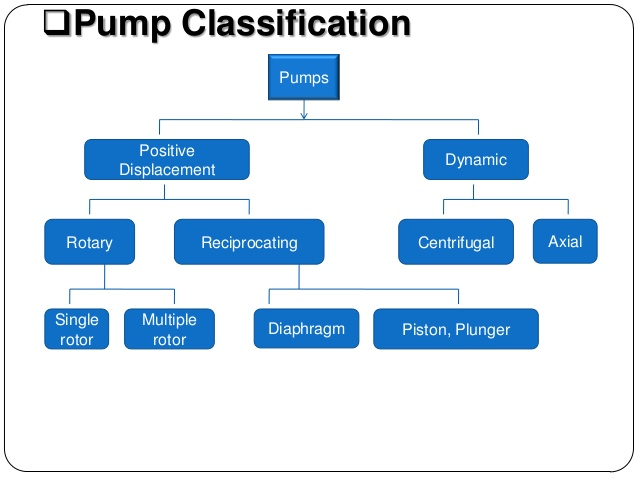 ❑Pump Classification
Pumps
Positive
Displacement
Dynamic
Rotary
Reciprocating
Centrifugal
Axial
Single
rotor
Multiple
rotor
Diaphragm
Piston, Plunger